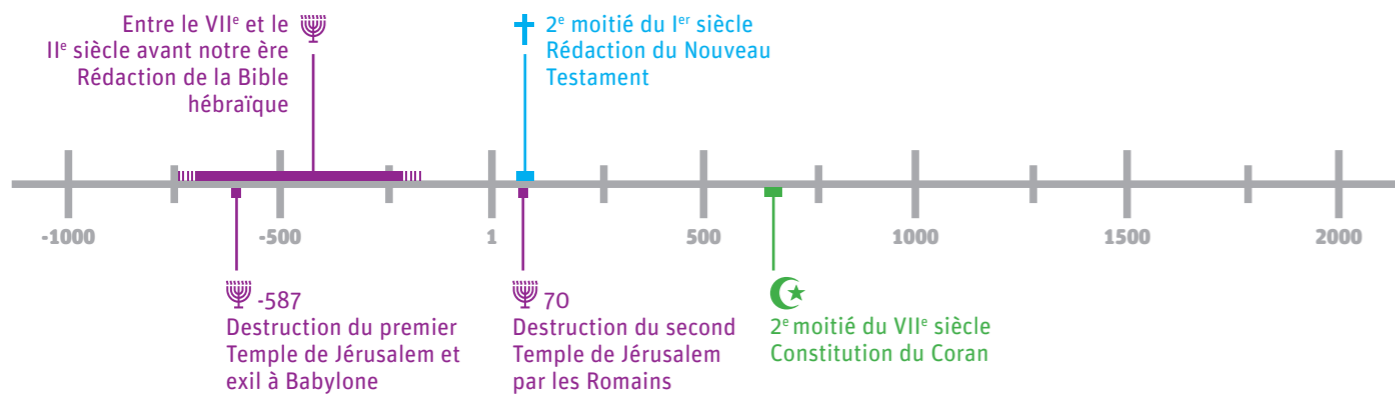 Entre le VIIᵉ et le
IIᵉ siècle avant notre ère
Rédaction de la Bible
hébraïque
2ᵉ moitié du Iᵉʳ siècle
Rédaction du Nouveau
Testament
-1000
-500
1
500
1000
1500
2000
-587
Destruction du premier
Temple de Jérusalem et
exil à Babylone
70
Destruction du second
Temple de Jérusalem
par les Romains
2ᵉ moitié du VIIᵉ siècle
Constitution du Coran